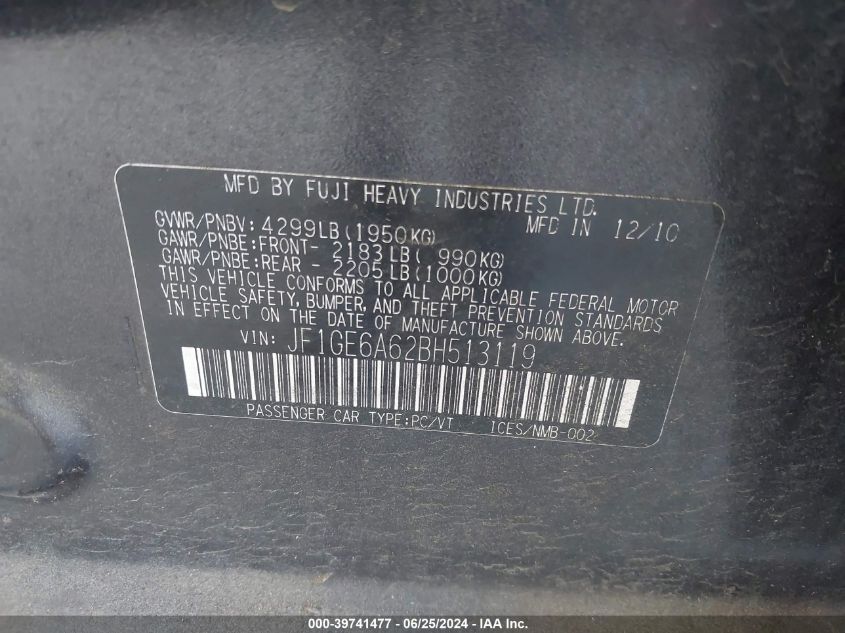 MFD BY FUJI HEAVY INDUSTRIES LTD.
GVWR/PNBV: 4299LB(1950KG) MFD IN 12/10
GAWR/PNBE:FRONT- 2183LB( 990KG)
GAWR/PNBE:REAR - 2205LB(1000KG)
THIS VEHICLE CONFORMS TO ALL APPLICABLE FEDERAL MOTOR
VEHICLE SAFETY, BUMPER, AND THEFT PREVENTION STANDARDS
IN EFFECT ON THE DATE OF MANUFACTURE SHOWN ABOVE.
VIN: JF1GE6A62BH513119
PASSENGER CAR TYPE:PC/VT ICES/NMB-002
000-39741477 - 06/25/2024 - IAAI Inc.